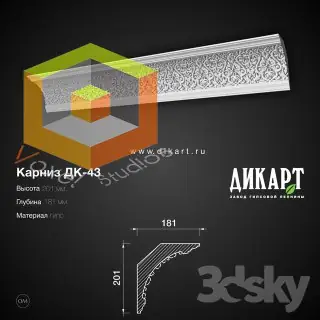 www.dikart.ru
Карниз ДК-43
Высота 201 мм.
Глубина 181 мм.
Материал гипс
ДИКАРТ
ЗАВОД ГИПСОВОЙ ЛЕПНИНЫ
181
201
3dsky